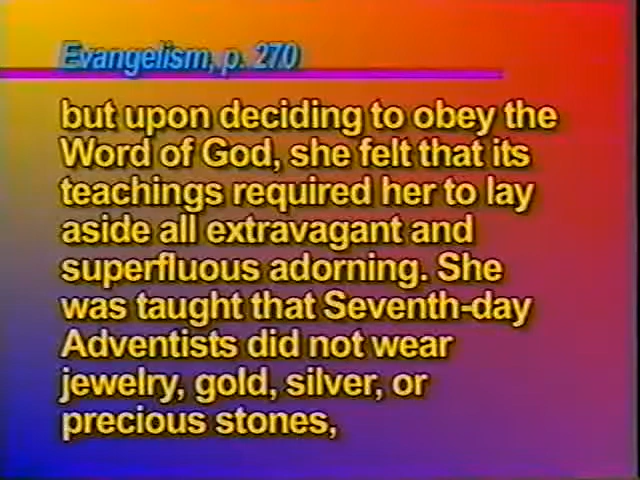 Evangelism, p. 270
but upon deciding to obey the
Word of God, she felt that its
teachings required her to lay
aside all extravagant and
superfluous adorning. She
was taught that Seventh-day
Adventists did not wear
jewelry, gold, silver, or
precious stones,